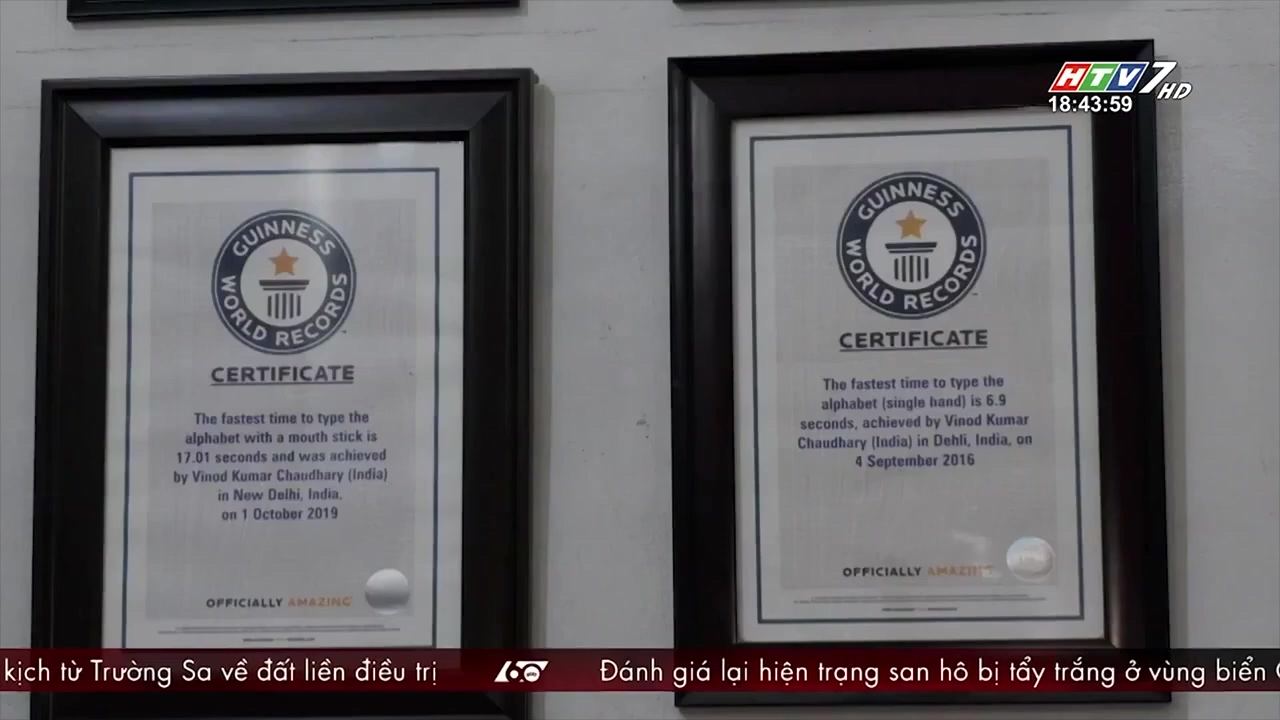 HTV7 HD
18:43:59
GUINNESS
WORLD RECORDS
CERTIFICATE
The fastest time to type the
alphabet with a mouth stick is
17.01 seconds and was achieved
by Vinod Kumar Chaudhary (India)
in New Delhi, India,
on 1 October 2019
OFFICIALLY AMAZING
GUINNESS
WORLD RECORDS
CERTIFICATE
The fastest time to type the
alphabet (single hand) is 6.9
seconds, achieved by Vinod Kumar
Chaudhary (India) in Dehli, India, on
4 September 2016
OFFICIALLY AMAZING
kịch từ Trường Sa về đất liền điều trị 60 giây Đánh giá lại hiện trạng san hô bị tẩy trắng ở vùng biển